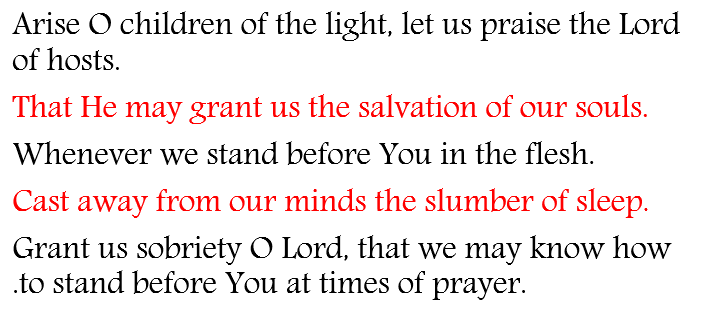 Arise O children of the light, let us praise the Lord
of hosts.
That He may grant us the salvation of our souls.
Whenever we stand before You in the flesh.
Cast away from our minds the slumber of sleep.
Grant us sobriety O Lord, that we may know how
.to stand before You at times of prayer.